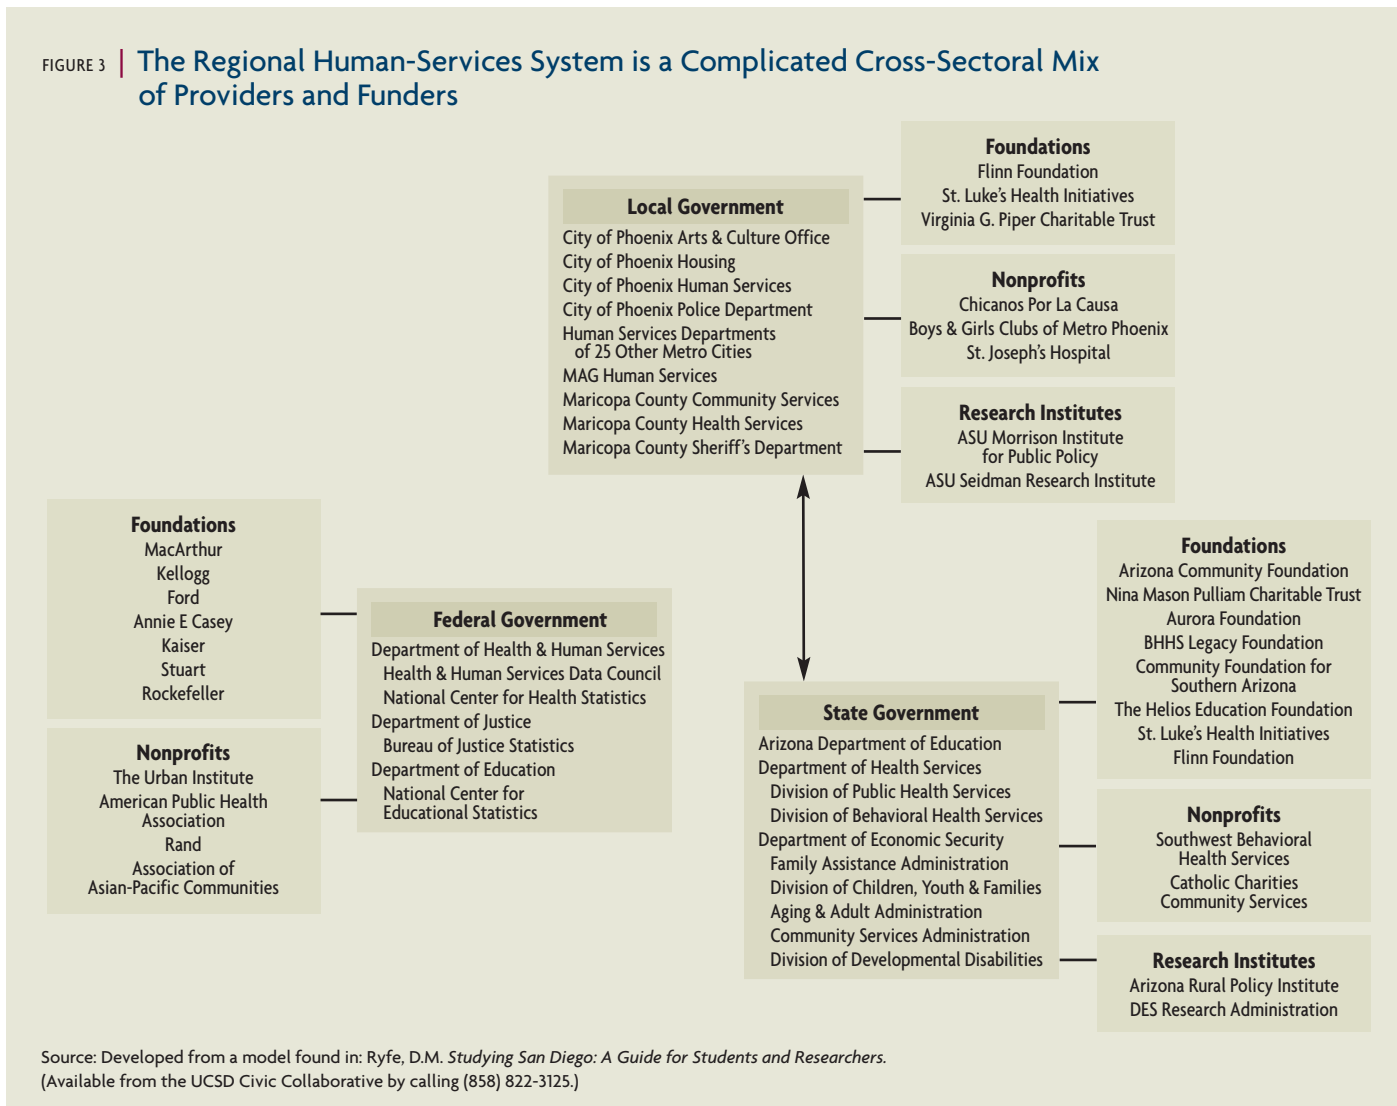 FIGURE 3 | The Regional Human-Services System is a Complicated Cross-Sectoral Mix
of Providers and Funders
Local Government
City of Phoenix Arts & Culture Office
City of Phoenix Housing
City of Phoenix Human Services
City of Phoenix Police Department
Human Services Departments
of 25 Other Metro Cities
MAG Human Services
Maricopa County Community Services
Maricopa County Health Services
Maricopa County Sheriff's Department
Foundations
Flinn Foundation
St. Luke's Health Initiatives
Virginia G. Piper Charitable Trust
Nonprofits
Chicanos Por La Causa
Boys & Girls Clubs of Metro Phoenix
St. Joseph's Hospital
Research Institutes
ASU Morrison Institute
for Public Policy
ASU Seidman Research Institute
Foundations
MacArthur
Kellogg
Ford
Annie E Casey
Kaiser
Stuart
Rockefeller
Nonprofits
The Urban Institute
American Public Health
Association
Rand
Association of
Asian-Pacific Communities
Federal Government
Department of Health & Human Services
Health & Human Services Data Council
National Center for Health Statistics
Department of Justice
Bureau of Justice Statistics
Department of Education
National Center for
Educational Statistics
State Government
Arizona Department of Education
Department of Health Services
Division of Public Health Services
Division of Behavioral Health Services
Department of Economic Security
Family Assistance Administration
Division of Children, Youth & Families
Aging & Adult Administration
Community Services Administration
Division of Developmental Disabilities
Foundations
Arizona Community Foundation
Nina Mason Pulliam Charitable Trust
Aurora Foundation
BHHS Legacy Foundation
Community Foundation for
Southern Arizona
The Helios Education Foundation
St. Luke's Health Initiatives
Flinn Foundation
Nonprofits
Southwest Behavioral
Health Services
Catholic Charities
Community Services
Research Institutes
Arizona Rural Policy Institute
DES Research Administration
Source: Developed from a model found in: Ryfe, D.M. Studying San Diego: A Guide for Students and Researchers.
(Available from the UCSD Civic Collaborative by calling (858) 822-3125.)